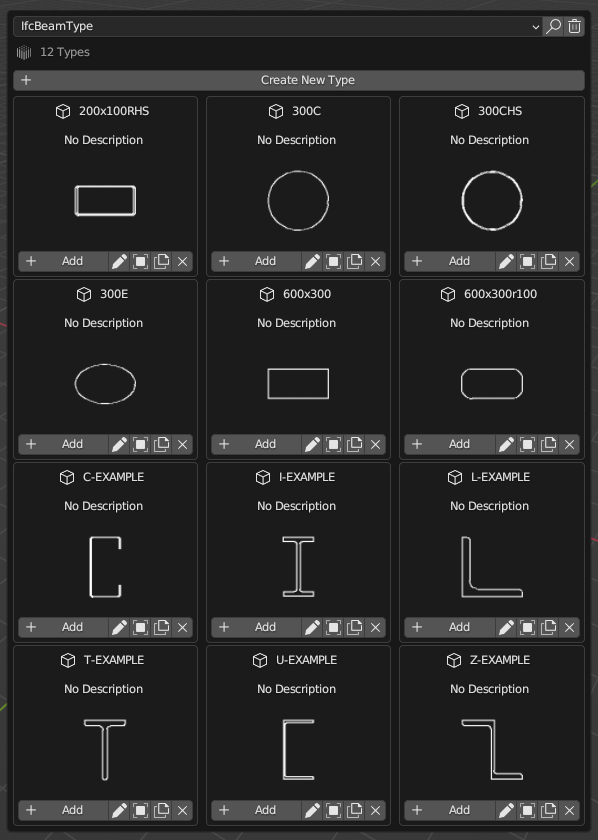 IfcBeamType
12 Types
Create New Type
200x100RHS 300C 300CHS
No Description No Description No Description
Add Add Add
300E 600x300 600x300r100
No Description No Description No Description
Add Add Add
C-EXAMPLE I-EXAMPLE L-EXAMPLE
No Description No Description No Description
Add Add Add
T-EXAMPLE U-EXAMPLE Z-EXAMPLE
No Description No Description No Description
Add Add Add